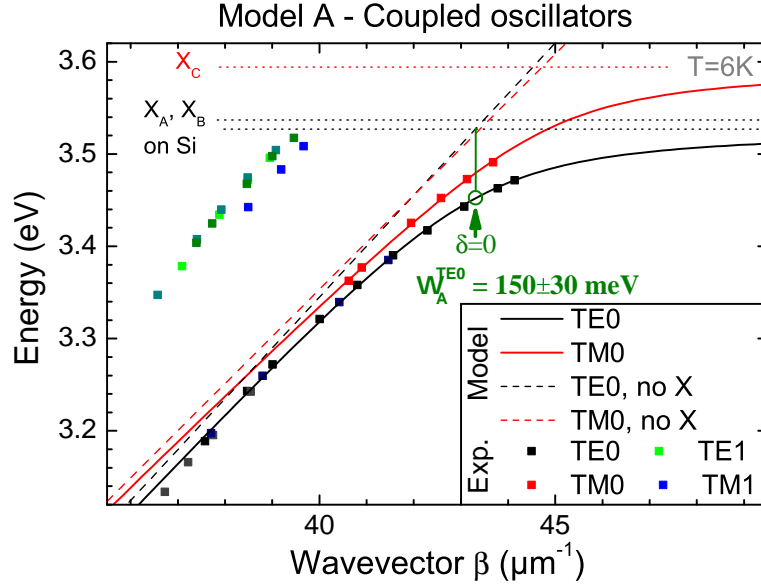 Model A - Coupled oscillators
Energy (eV)
3.6
3.5
3.4
3.3
3.2
X_C
T=6K
X_A, X_B
on Si
δ=0
W_A^TE0 = 150±30 meV
Model
TE0
TM0
TE0, no X
TM0, no X
Exp.
TE0 TE1
TM0 TM1
40 45
Wavevector β (µm⁻¹)